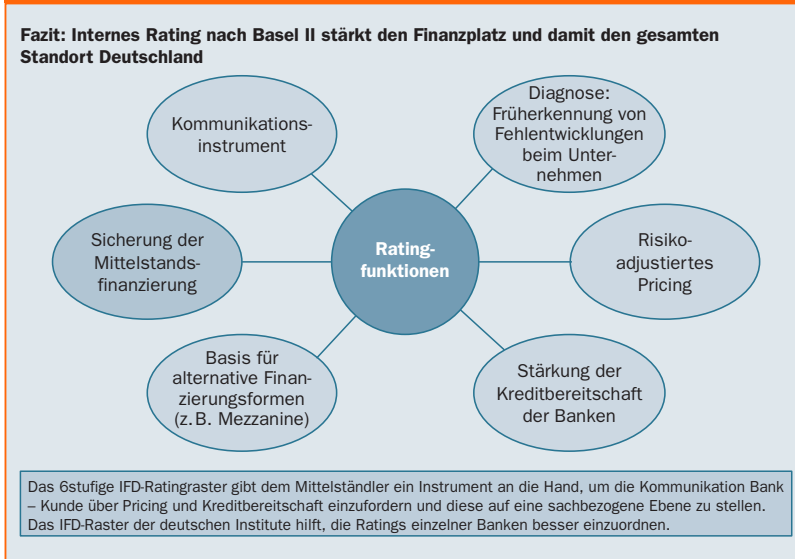 Fazit: Internes Rating nach Basel II stärkt den Finanzplatz und damit den gesamten
Standort Deutschland
Kommunikations-
instrument
Diagnose:
Früherkennung von
Fehlentwicklungen
beim Unter-
nehmen
Sicherung der
Mittelstands-
finanzierung
Rating-
funktionen
Risiko-
adjustiertes
Pricing
Basis für
alternative Finan-
zierungsformen
(z. B. Mezzanine)
Stärkung der
Kreditbereitschaft
der Banken
Das 6stufige IFD-Ratingraster gibt dem Mittelständler ein Instrument an die Hand, um die Kommunikation Bank
– Kunde über Pricing und Kreditbereitschaft einzufordern und diese auf eine sachbezogene Ebene zu stellen.
Das IFD-Raster der deutschen Institute hilft, die Ratings einzelner Banken besser einzuordnen.